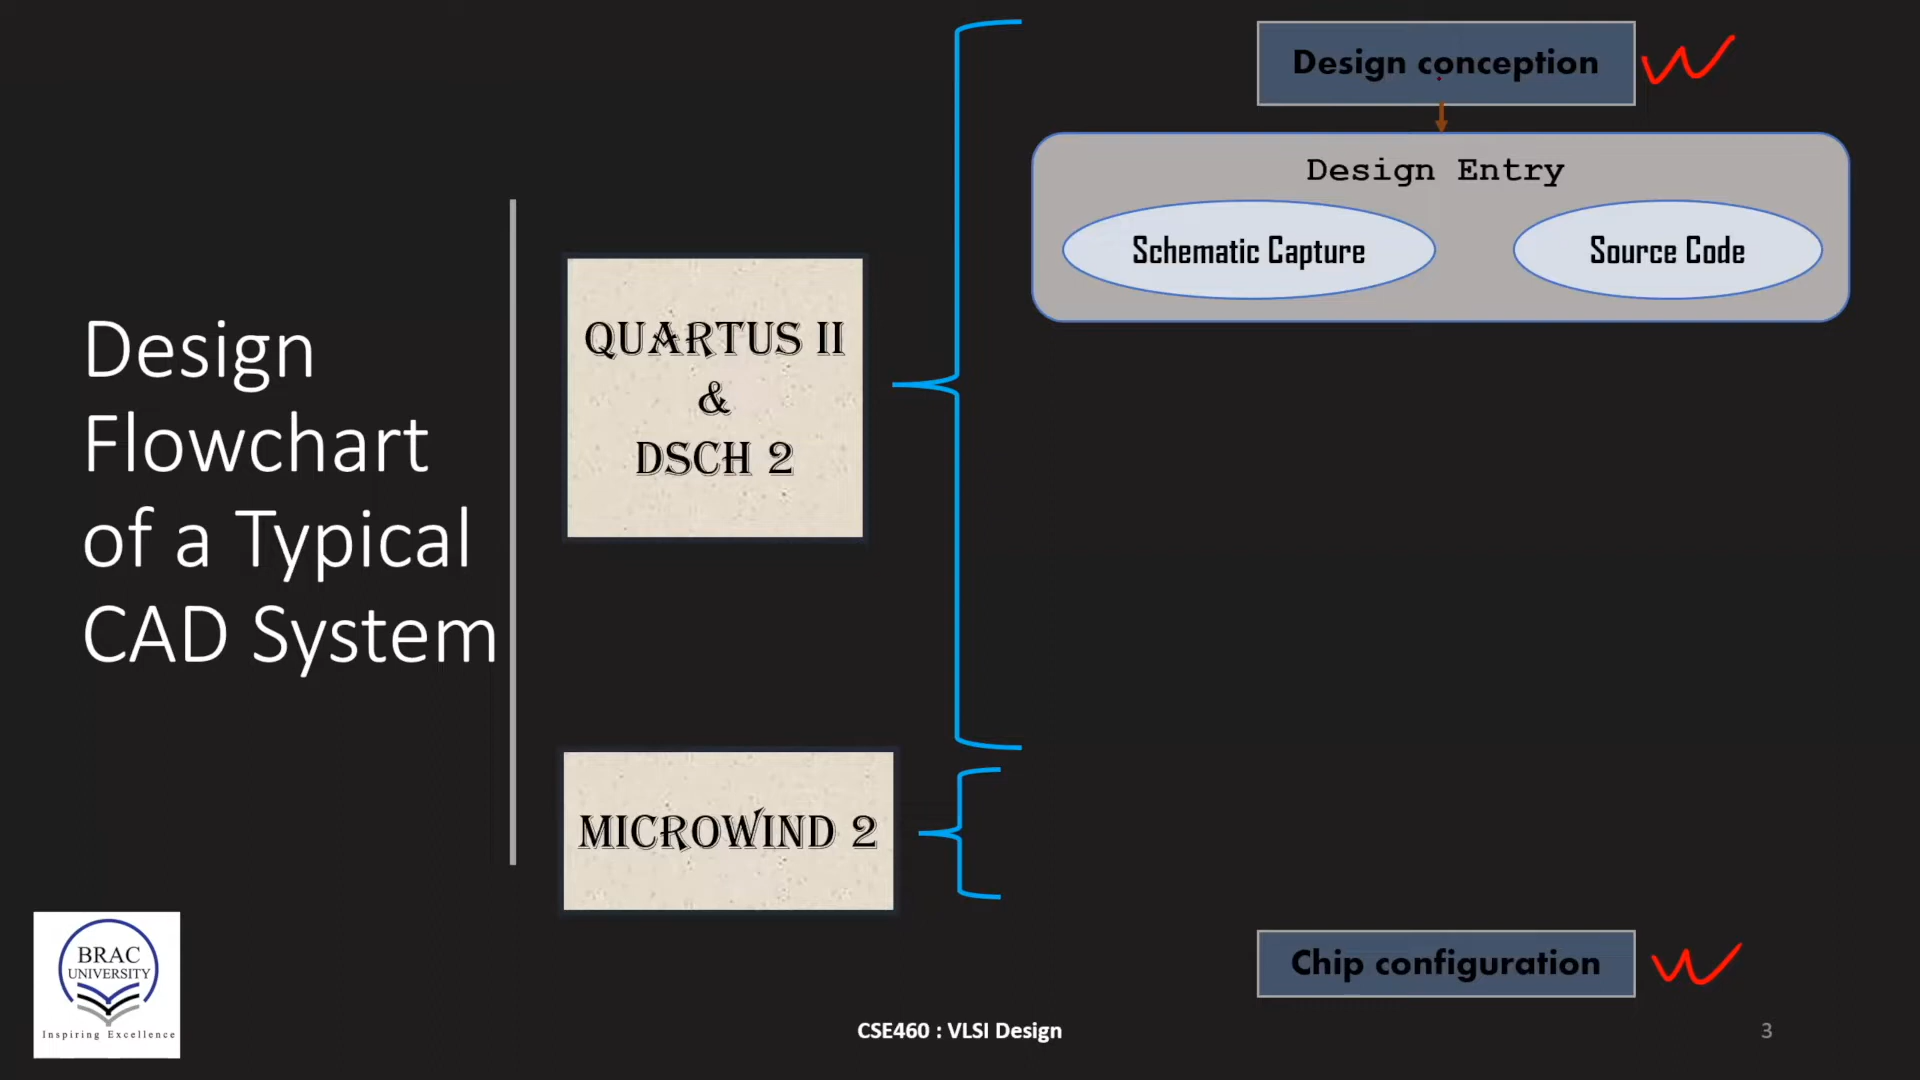 Design
Flowchart
of a Typical
CAD System
QUARTUS II
&
DSCH 2
MICROWIND 2
Design conception
Design Entry
Schematic Capture
Source Code
Chip configuration
BRAC
UNIVERSITY
Inspiring Excellence
CSE460 : VLSI Design
3